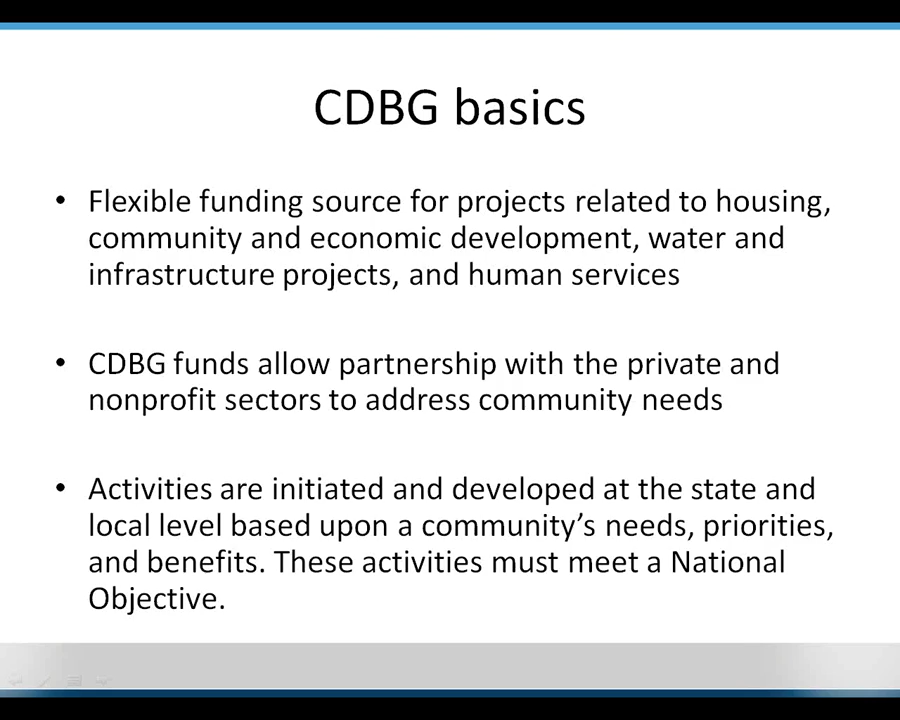 CDBG basics
• Flexible funding source for projects related to housing,
community and economic development, water and
infrastructure projects, and human services
• CDBG funds allow partnership with the private and
nonprofit sectors to address community needs
• Activities are initiated and developed at the state and
local level based upon a community’s needs, priorities,
and benefits. These activities must meet a National
Objective.